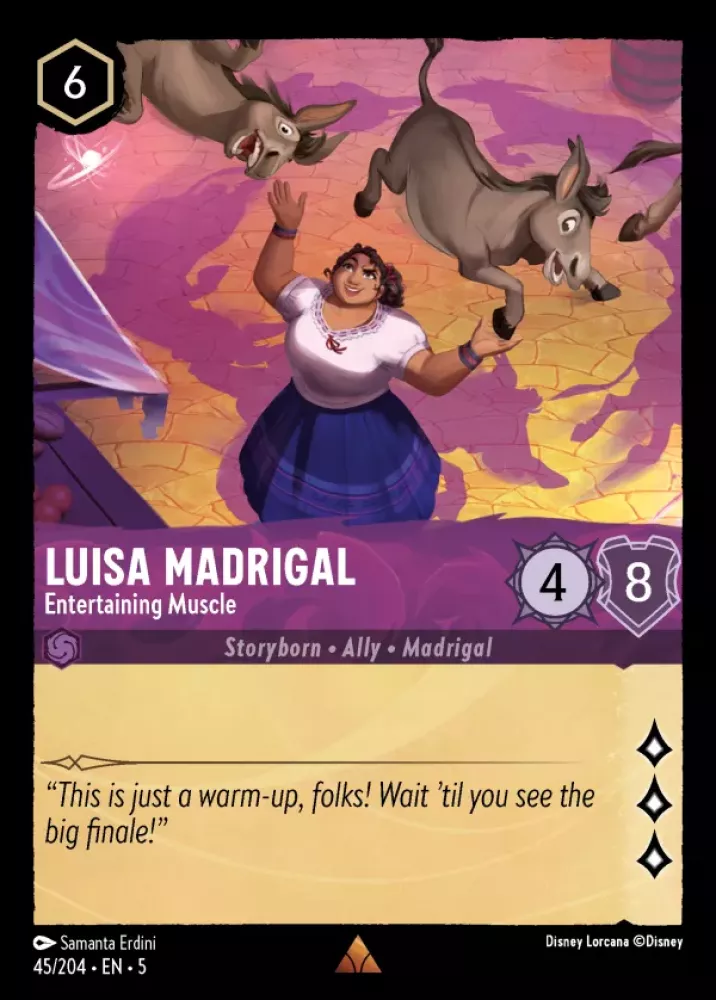 6
LUISA MADRIGAL
Entertaining Muscle
4
8
Storyborn • Ally • Madrigal
“This is just a warm-up, folks! Wait ’til you see the
big finale!”
Samanta Erdini
Disney Lorcana ©Disney
45/204 • EN • 5